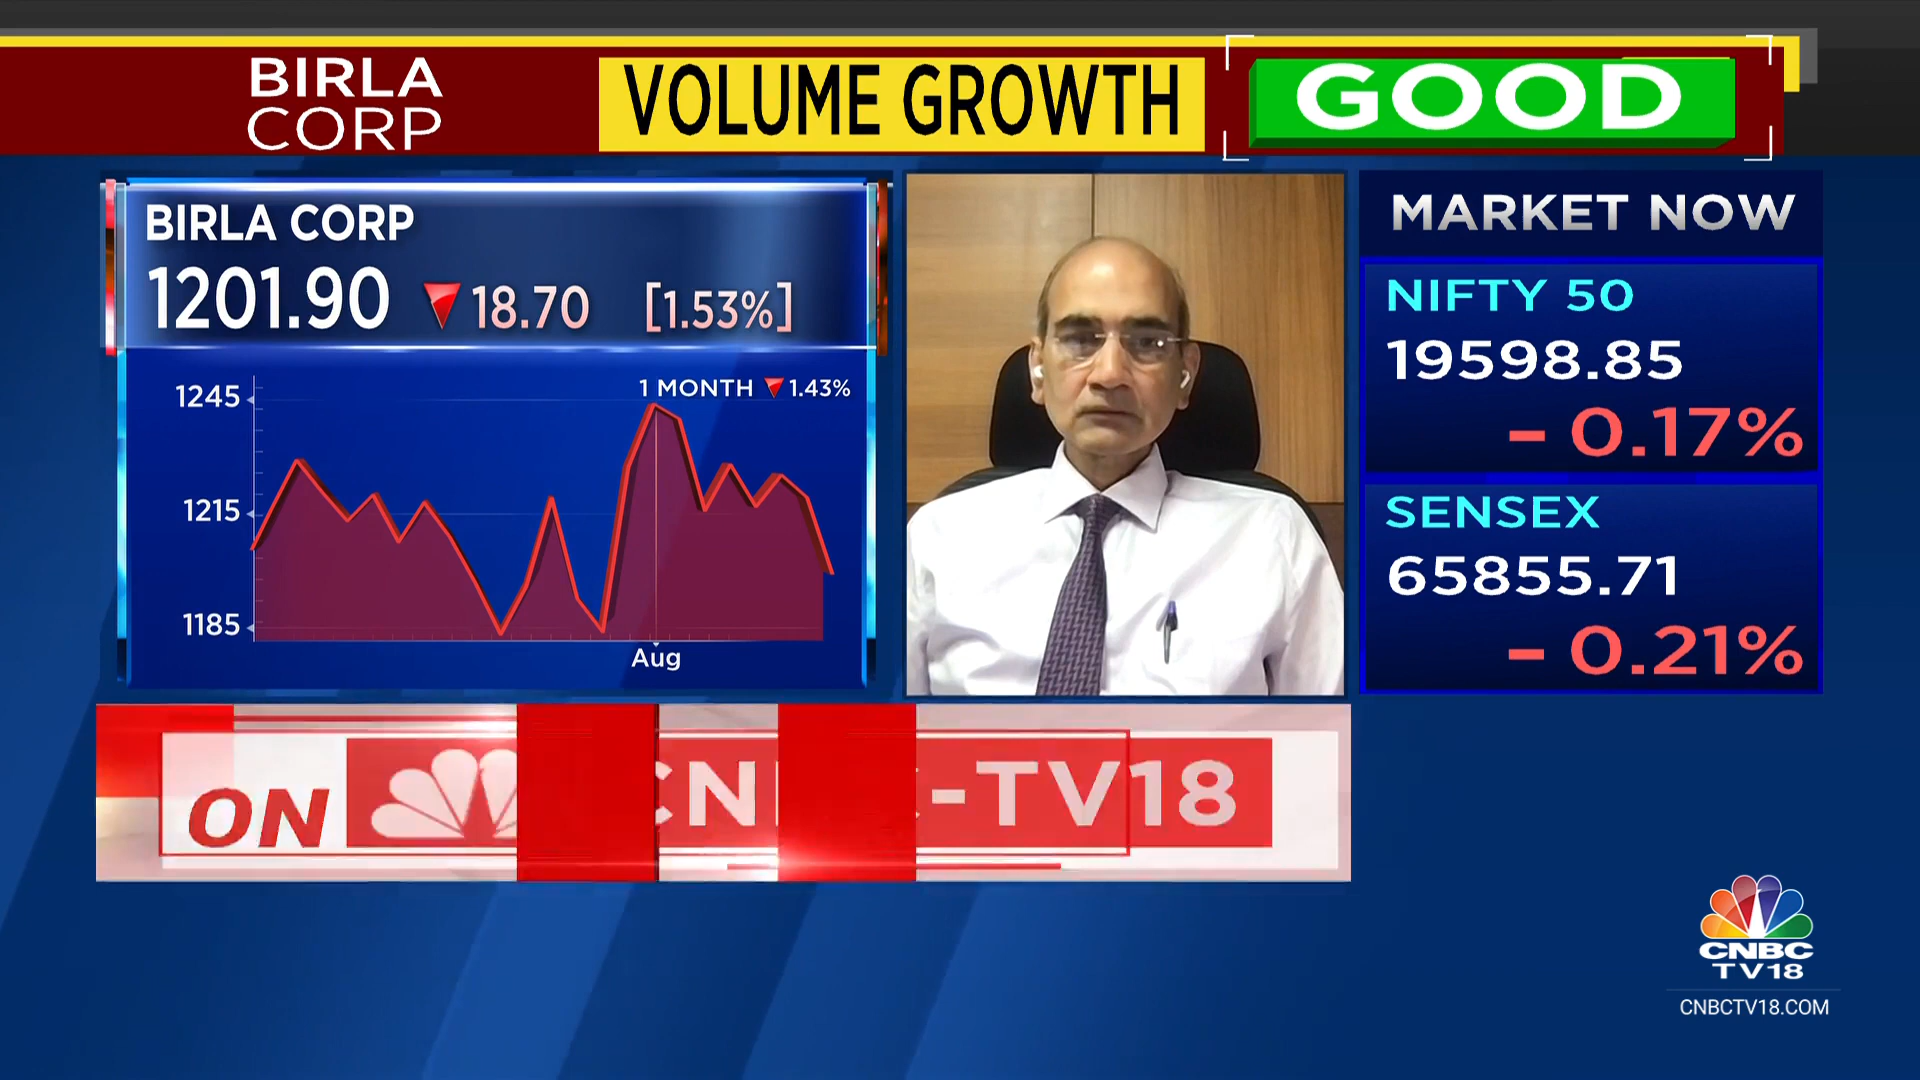 BIRLA
CORP
VOLUME GROWTH
GOOD
BIRLA CORP
1201.90 ▼ 18.70 [1.53%]
1 MONTH ▼ 1.43%
1245
1215
1185
Aug
MARKET NOW
NIFTY 50
19598.85
- 0.17%
SENSEX
65855.71
- 0.21%
ON CN -TV18
CNBC
TV18
CNBCTV18.COM